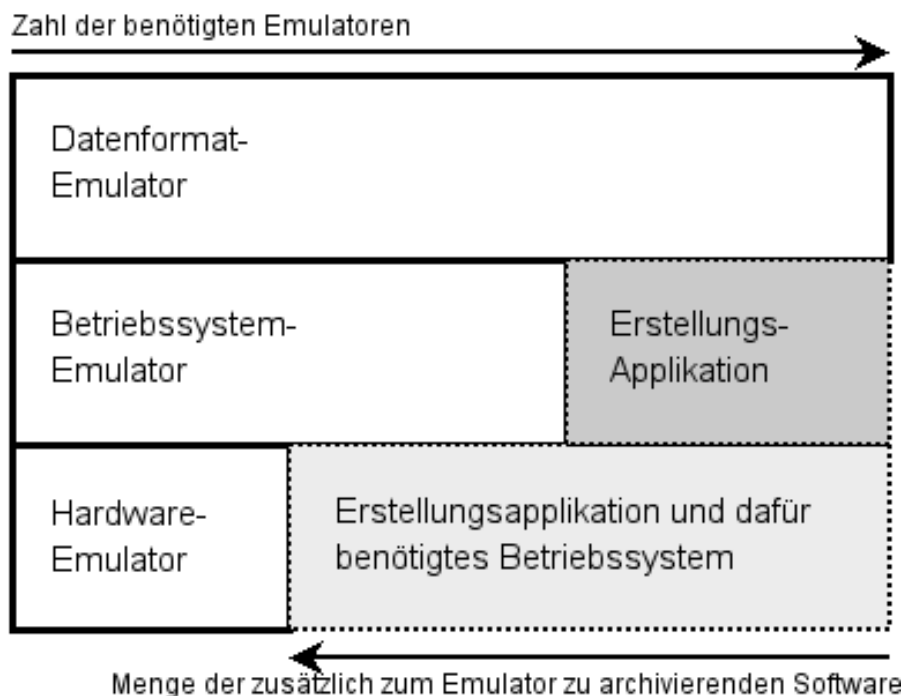 Zahl der benötigten Emulatoren
Datenformat-
Emulator
Betriebssystem-
Emulator
Erstellungs-
Applikation
Hardware-
Emulator
Erstellungsapplikation und dafür
benötigtes Betriebssystem
Menge der zusätzlich zum Emulator zu archivierenden Software